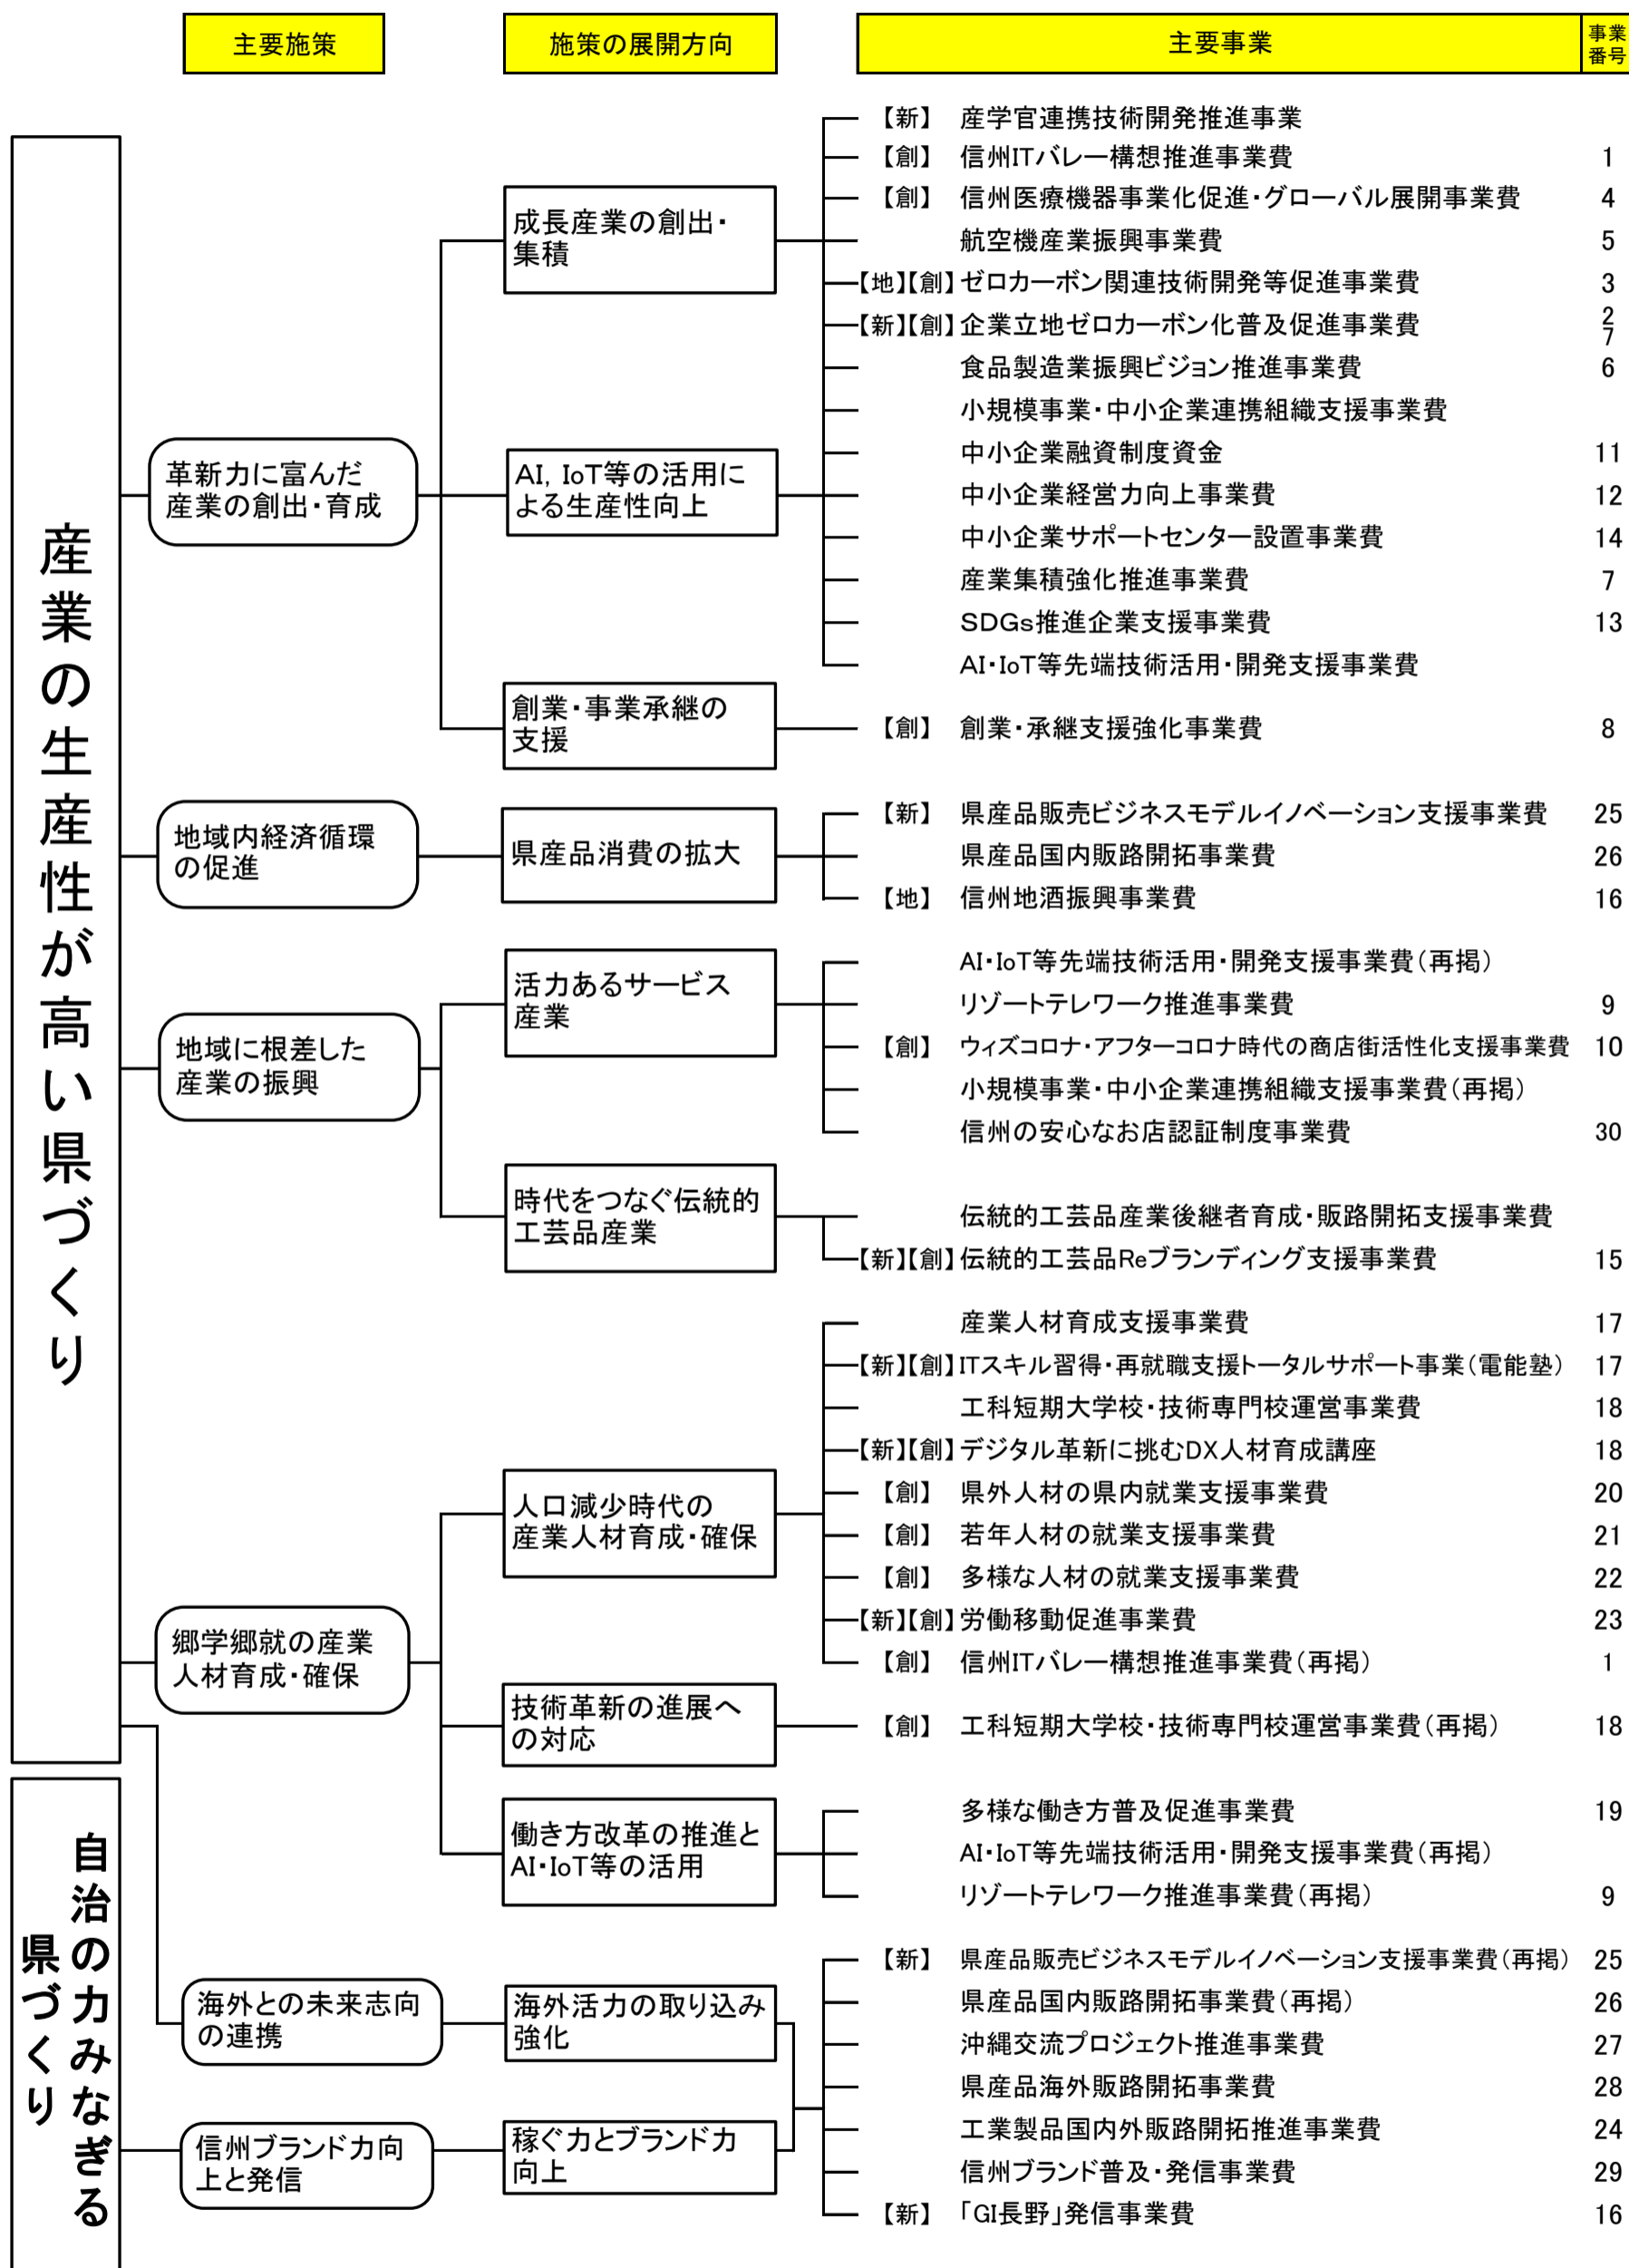 主要施策
施策の展開方向
主要事業
事業
番号
産業の生産性が高い県づくり
革新力に富んだ
産業の創出・育成
成長産業の創出・
集積
AI, IoT等の活用に
よる生産性向上
【新】 産学官連携技術開発推進事業
【創】 信州ITバレー構想推進事業費 1
【創】 信州医療機器事業化促進・グローバル展開事業費 4
航空機産業振興事業費 5
【地】【創】ゼロカーボン関連技術開発等促進事業費 3
【新】【創】企業立地ゼロカーボン化普及促進事業費 2
7
食品製造業振興ビジョン推進事業費 6
小規模事業・中小企業連携組織支援事業費
中小企業融資制度資金 11
中小企業経営力向上事業費 12
中小企業サポートセンター設置事業費 14
産業集積強化推進事業費 7
SDGs推進企業支援事業費 13
AI・IoT等先端技術活用・開発支援事業費
創業・事業承継の
支援
【創】 創業・承継支援強化事業費 8
地域内経済循環
の促進
県産品消費の拡大
【新】 県産品販売ビジネスモデルイノベーション支援事業費 25
県産品国内販路開拓事業費 26
【地】 信州地酒振興事業費 16
地域に根差した
産業の振興
活力あるサービス
産業
AI・IoT等先端技術活用・開発支援事業費（再掲）
リゾートテレワーク推進事業費 9
【創】 ウィズコロナ・アフターコロナ時代の商店街活性化支援事業費 10
小規模事業・中小企業連携組織支援事業費（再掲）
信州の安心なお店認証制度事業費 30
時代をつなぐ伝統的
工芸品産業
伝統的工芸品産業後継者育成・販路開拓支援事業費
【新】【創】伝統的工芸品Reブランディング支援事業費 15
郷学郷就の産業
人材育成・確保
人口減少時代の
産業人材育成・確保
産業人材育成支援事業費 17
【新】【創】ITスキル習得・再就職支援トータルサポート事業（電能塾） 17
工科短期大学校・技術専門校運営事業費 18
【新】【創】デジタル革新に挑むDX人材育成講座 18
【創】 県外人材の県内就業支援事業費 20
【創】 若年人材の就業支援事業費 21
【創】 多様な人材の就業支援事業費 22
【新】【創】労働移動促進事業費 23
【創】 信州ITバレー構想推進事業費（再掲） 1
技術革新の進展へ
の対応
【創】 工科短期大学校・技術専門校運営事業費（再掲） 18
働き方改革の推進と
AI・IoT等の活用
多様な働き方普及促進事業費 19
AI・IoT等先端技術活用・開発支援事業費（再掲）
リゾートテレワーク推進事業費（再掲） 9
自治の力みなぎる
県づくり
海外との未来志向
の連携
海外活力の取り込み
強化
信州ブランド力向
上と発信
稼ぐ力とブランド力
向上
【新】 県産品販売ビジネスモデルイノベーション支援事業費（再掲） 25
県産品国内販路開拓事業費（再掲） 26
沖縄交流プロジェクト推進事業費 27
県産品海外販路開拓事業費 28
工業製品国内外販路開拓推進事業費 24
信州ブランド普及・発信事業費 29
【新】 「GI長野」発信事業費 16